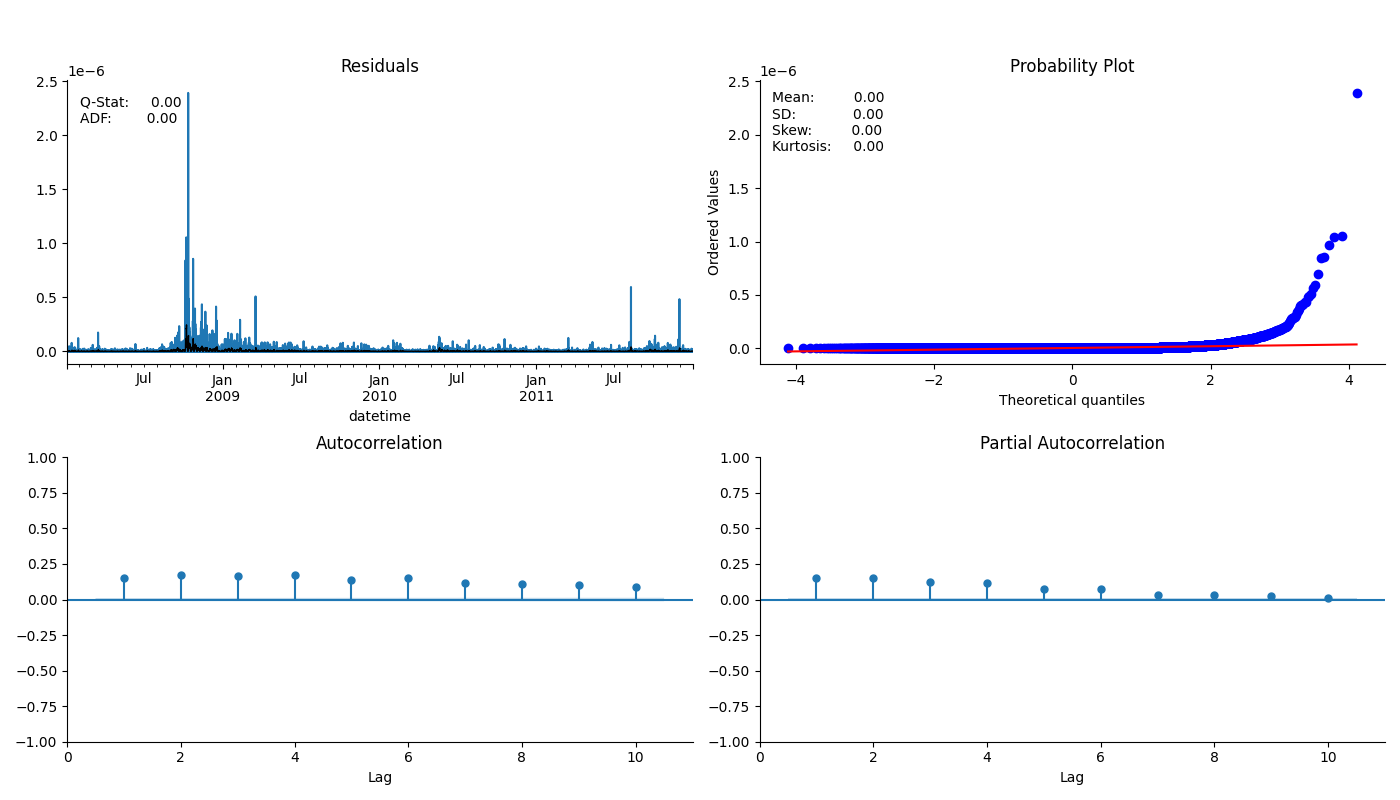 Residuals
1e−6
2.5
2.0
1.5
1.0
0.5
0.0
Q-Stat: 0.00
ADF: 0.00
Jul Jan Jul Jan Jul Jan Jul
2009 2010 2011
datetime
Probability Plot
1e−6
2.5
2.0
1.5
1.0
0.5
0.0
Ordered Values
Mean: 0.00
SD: 0.00
Skew: 0.00
Kurtosis: 0.00
−4 −2 0 2 4
Theoretical quantiles
Autocorrelation
1.00
0.75
0.50
0.25
0.00
−0.25
−0.50
−0.75
−1.00
0 2 4 6 8 10
Lag
Partial Autocorrelation
1.00
0.75
0.50
0.25
0.00
−0.25
−0.50
−0.75
−1.00
0 2 4 6 8 10
Lag